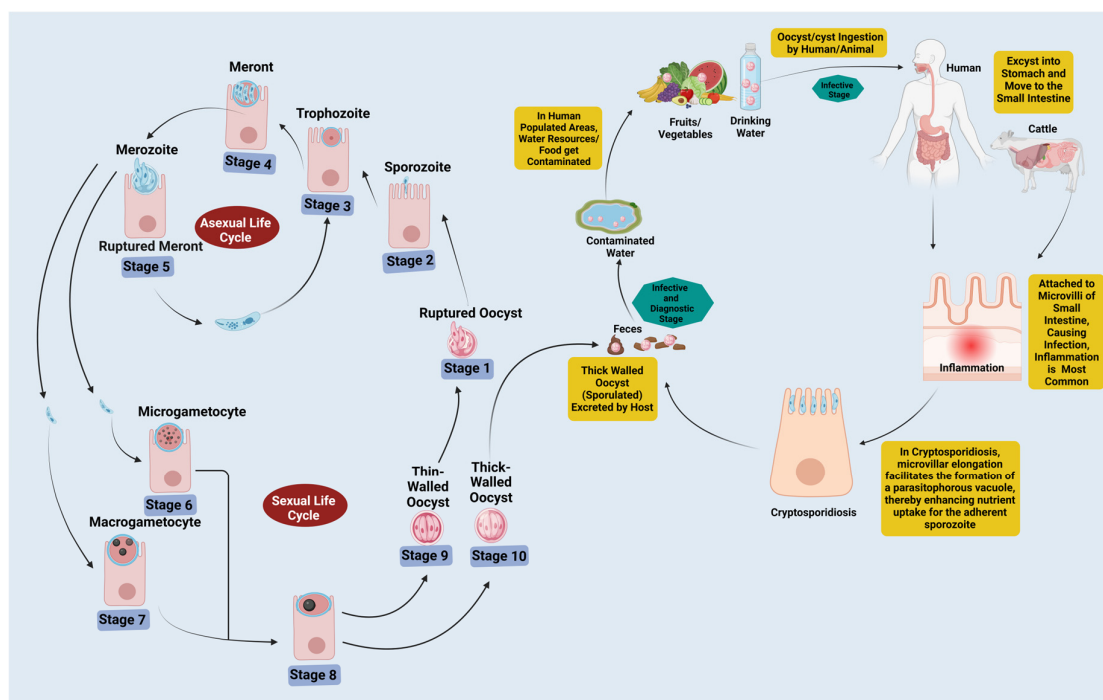 Meront
Stage 4
Trophozoite
Stage 3
Merozoite
Ruptured Meront
Stage 5
Asexual Life
Cycle
Sporozoite
Stage 2
Ruptured Oocyst
Stage 1
Microgametocyte
Stage 6
Macrogametocyte
Stage 7
Sexual Life
Cycle
Stage 8
Thin-
Walled
Oocyst
Stage 9
Thick-
Walled
Oocyst
Stage 10
Oocyst/cyst Ingestion
by Human/Animal
Infective
Stage
Fruits/
Vegetables
Drinking
Water
In Human
Populated Areas,
Water Resources/
Food get
Contaminated
Contaminated
Water
Infective
and
Diagnostic
Stage
Feces
Thick Walled
Oocyst
(Sporulated)
Excreted by Host
Human
Excyst into
Stomach and
Move to the
Small Intestine
Cattle
Inflammation
Attached to
Microvilli of
Small
Intestine,
Causing
Infection,
Inflammation
is Most
Common
Cryptosporidiosis
In Cryptosporidiosis,
microvillar elongation
facilitates the formation of
a parasitophorous vacuole,
thereby enhancing nutrient
uptake for the adherent
sporozoite